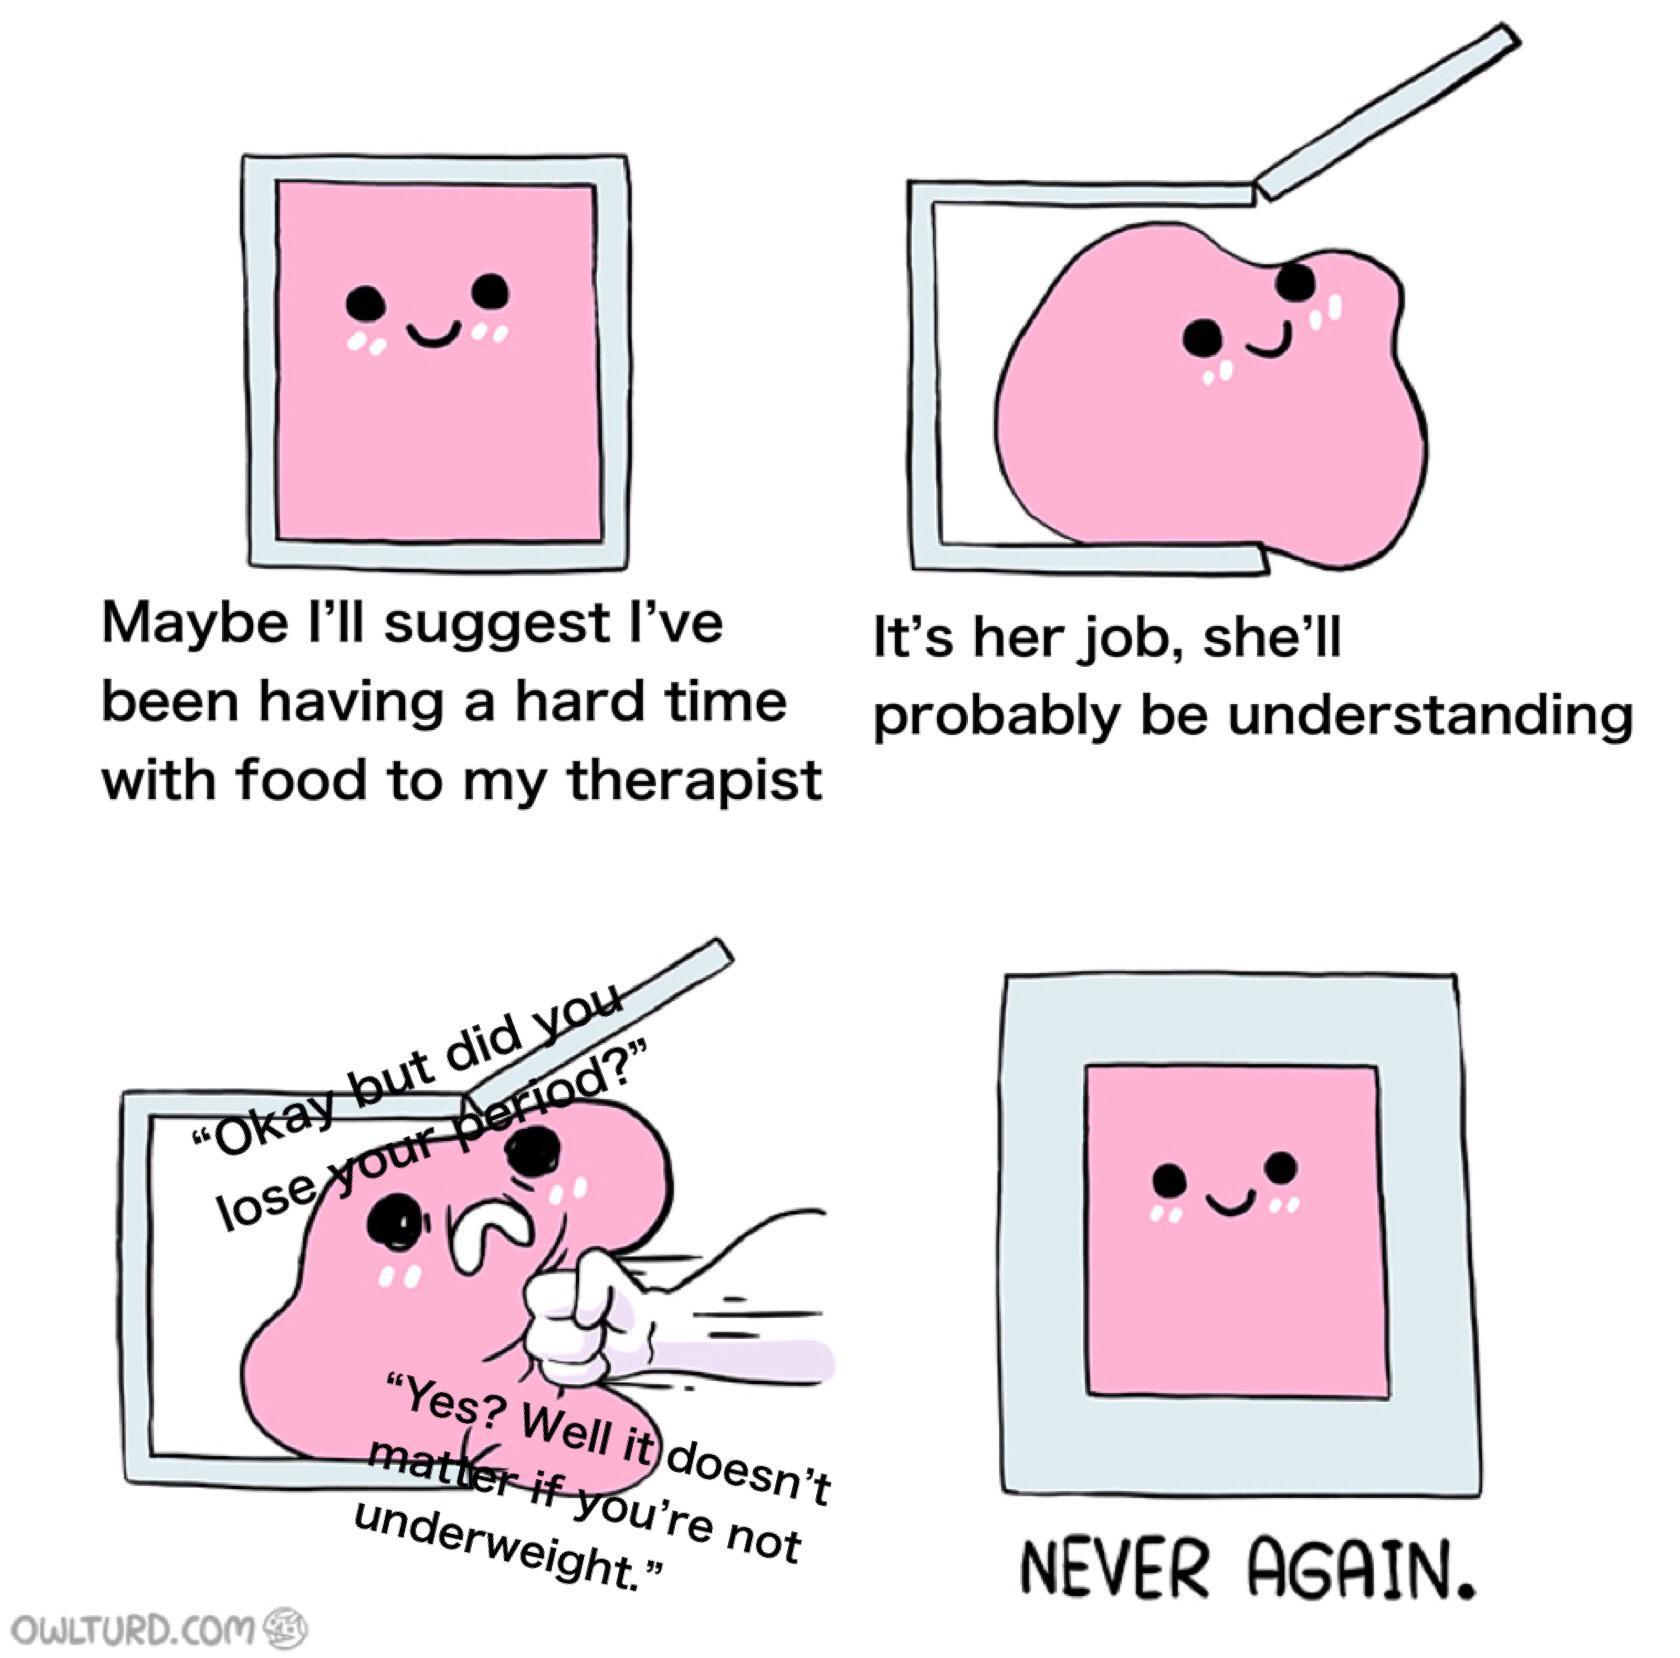 Maybe I’ll suggest I’ve
been having a hard time
with food to my therapist
It’s her job, she’ll
probably be understanding
“Okay but did you
lose your period?”
“Yes? Well it doesn’t
matter if you’re not
underweight.”
NEVER AGAIN.
OWLTURD.COM